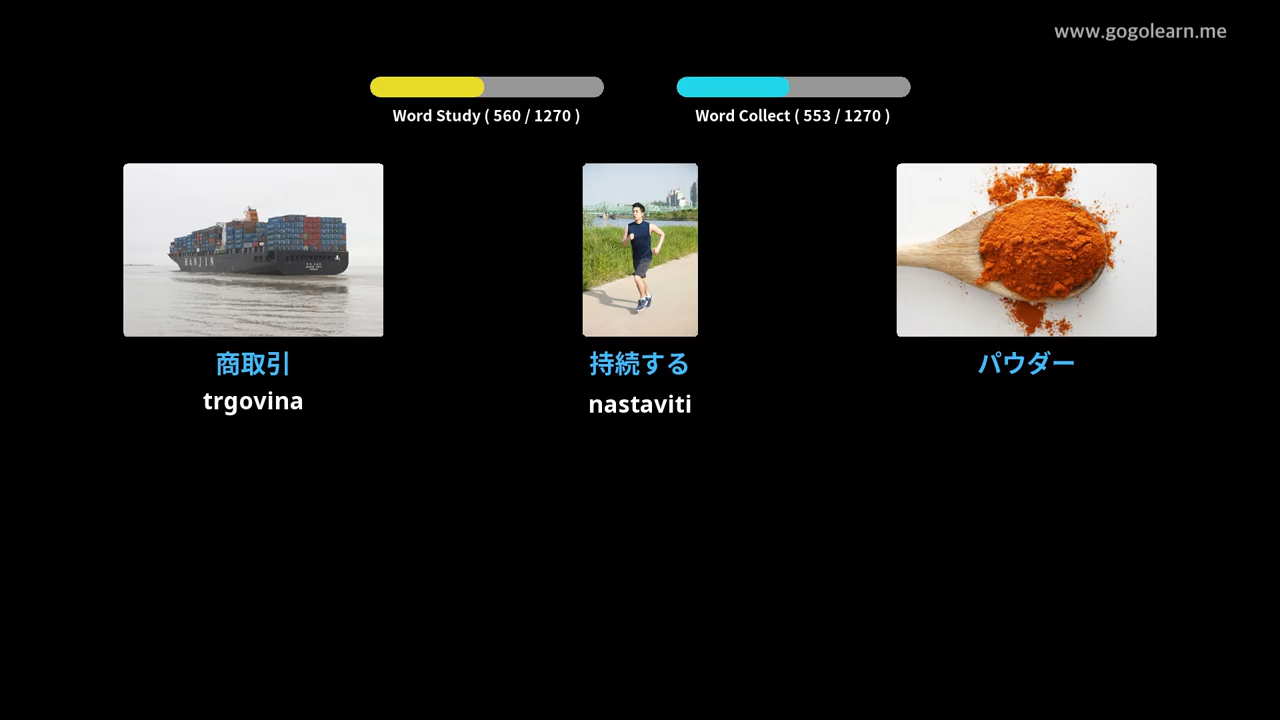 www.gogolearn.me
Word Study ( 560 / 1270 )
Word Collect ( 553 / 1270 )
HANJIN
商取引
持続する
パウダー
trgovina
nastaviti